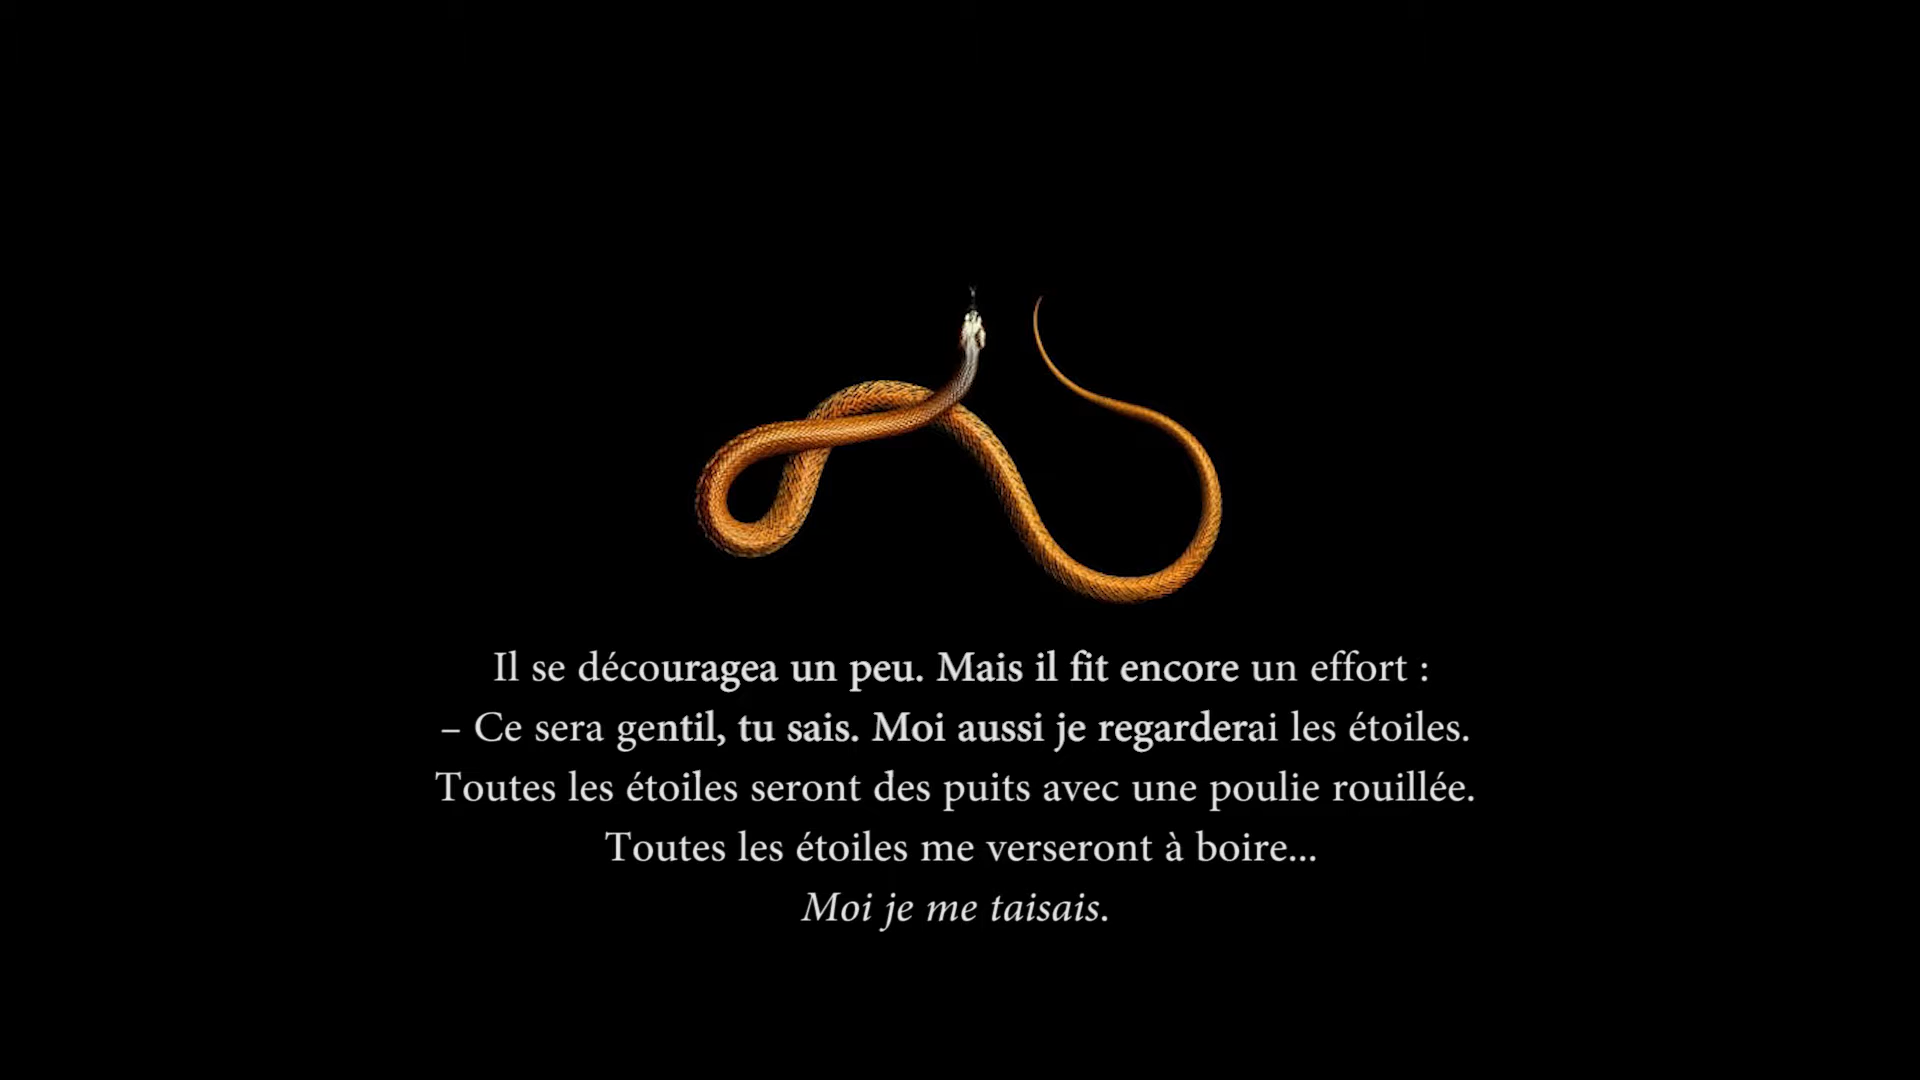 Il se découragea un peu. Mais il fit encore un effort :
– Ce sera gentil, tu sais. Moi aussi je regarderai les étoiles.
Toutes les étoiles seront des puits avec une poulie rouillée.
Toutes les étoiles me verseront à boire...
Moi je me taisais.